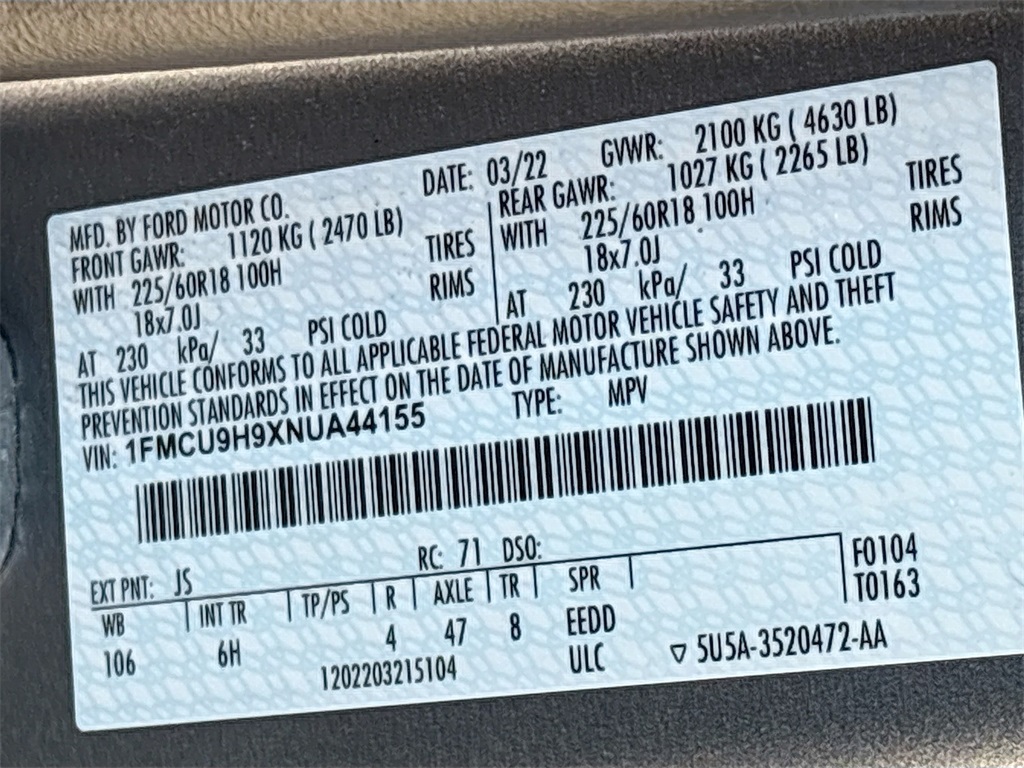 MFD. BY FORD MOTOR CO. DATE: 03/22 GVWR: 2100 KG ( 4630 LB)
FRONT GAWR: 1120 KG ( 2470 LB) REAR GAWR: 1027 KG ( 2265 LB)
WITH 225/60R18 100H TIRES WITH 225/60R18 100H TIRES
18x7.0J RIMS 18x7.0J RIMS
AT 230 kPa/ 33 PSI COLD AT 230 kPa/ 33 PSI COLD
THIS VEHICLE CONFORMS TO ALL APPLICABLE FEDERAL MOTOR VEHICLE SAFETY AND THEFT
PREVENTION STANDARDS IN EFFECT ON THE DATE OF MANUFACTURE SHOWN ABOVE.
VIN: 1FMCU9H9XNUA44155 TYPE: MPV
EXT PNT: JS RC: 71 DSO:
WB INT TR TP/PS R AXLE TR SPR F0104
106 6H 4 47 8 EEDD T0163
1202203215104 ULC ▽ 5U5A-3520472-AA